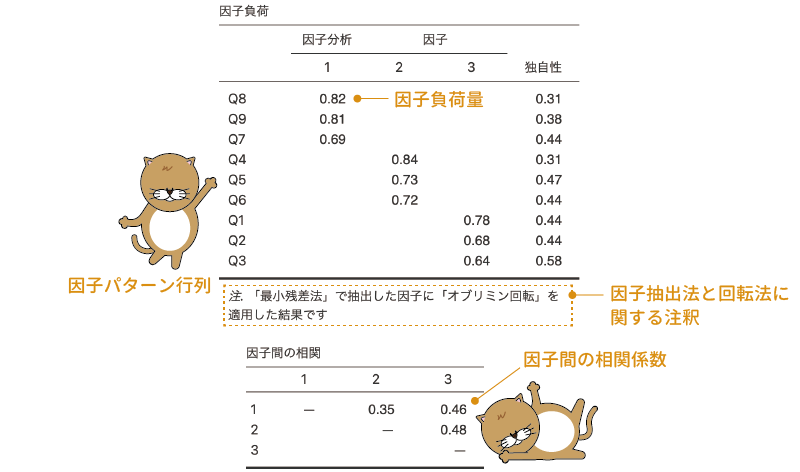 因子負荷
因子分析 因子
1 2 3 独自性
Q8 0.82 因子負荷量 0.31
Q9 0.81 0.38
Q7 0.69 0.44
Q4 0.84 0.31
Q5 0.73 0.47
Q6 0.72 0.44
Q1 0.78 0.44
Q2 0.68 0.44
Q3 0.64 0.58
因子パターン行列
注. 「最小残差法」で抽出した因子に「オブリミン回転」を
適用した結果です
因子抽出法と回転法に
関する注釈
因子間の相関
因子間の相関係数
1 2 3
1 — 0.35 0.46
2 — 0.48
3 —